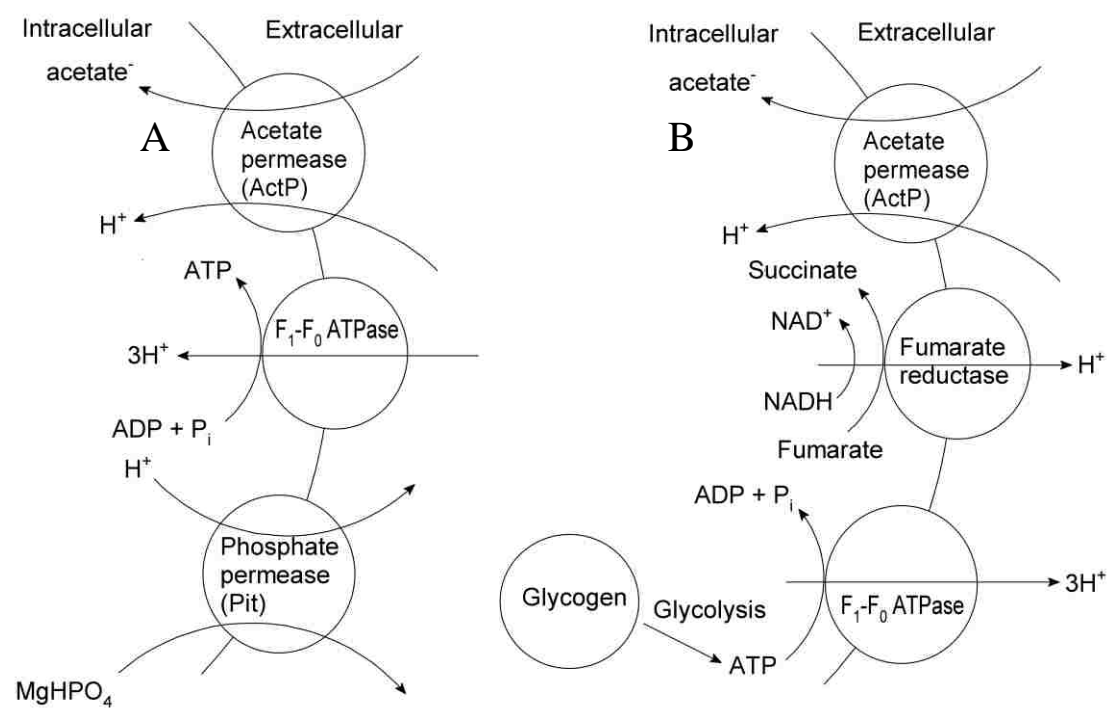 Intracellular
Extracellular
acetate⁻
A
Acetate
permease
(ActP)
H⁺
ATP
F₁-F₀ ATPase
3H⁺
ADP + Pᵢ
H⁺
Phosphate
permease
(Pit)
MgHPO₄
Intracellular
Extracellular
acetate⁻
B
Acetate
permease
(ActP)
H⁺
Succinate
NAD⁺
Fumarate
reductase
H⁺
NADH
Fumarate
ADP + Pᵢ
Glycogen
Glycolysis
3H⁺
F₁-F₀ ATPase
ATP